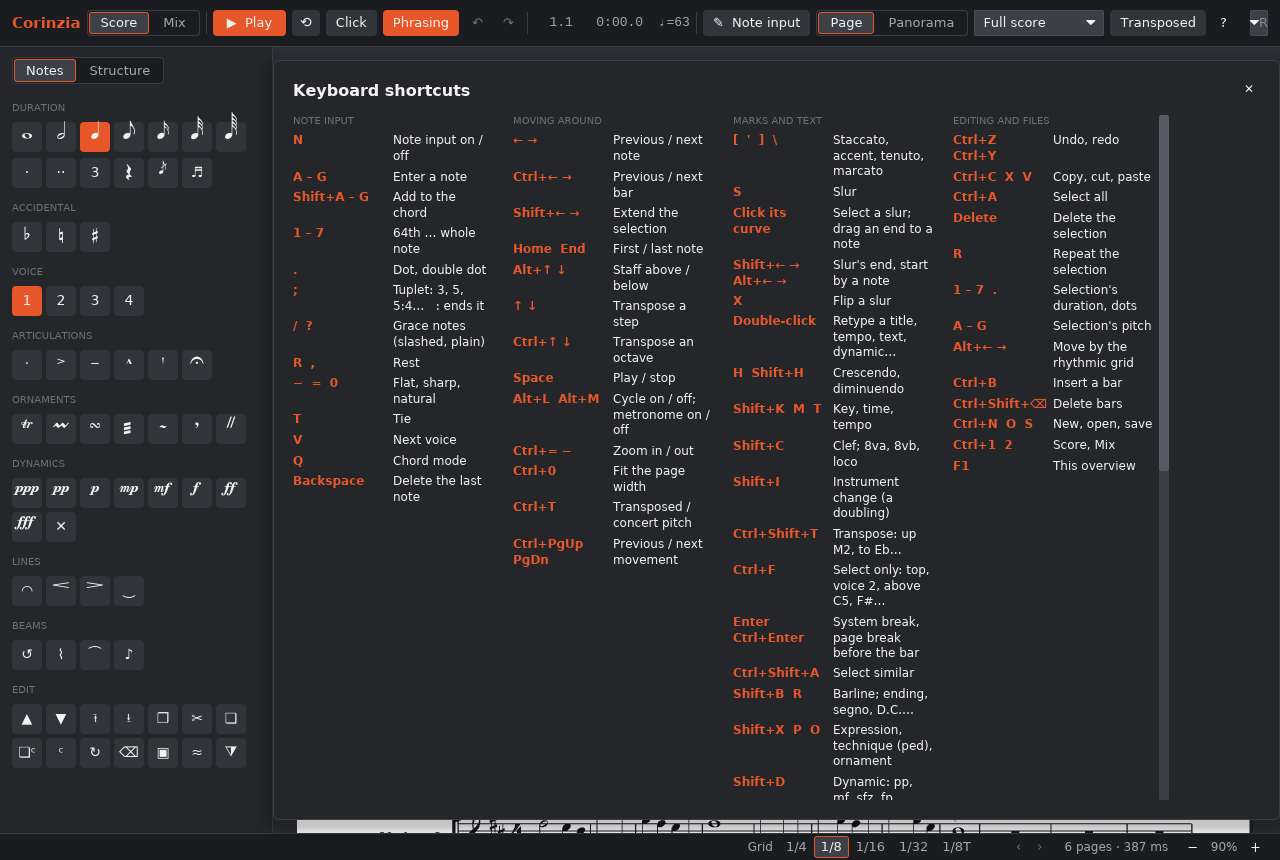 Corinzia Score Mix ▶ Play ⟲ Click Phrasing ↶ ↷ 1.1 0:00.0 ♩=63 ✎ Note input Page Panorama Full score Transposed ?
Notes Structure
DURATION
3
ACCIDENTAL
♭ ♮ ♯
VOICE
1 2 3 4
ARTICULATIONS
ORNAMENTS
tr
DYNAMICS
ppp pp p mp mf f ff
fff ✕
LINES
BEAMS
EDIT
Keyboard shortcuts ×
NOTE INPUT
N Note input on /
off
A – G Enter a note
Shift+A – G Add to the
chord
1 – 7 64th … whole
note
. Dot, double dot
; Tuplet: 3, 5,
5:4… : ends it
/ ? Grace notes
(slashed, plain)
R , Rest
− = 0 Flat, sharp,
natural
T Tie
V Next voice
Q Chord mode
Backspace Delete the last
note
MOVING AROUND
← → Previous / next
note
Ctrl+← → Previous / next
bar
Shift+← → Extend the
selection
Home End First / last note
Alt+↑ ↓ Staff above /
below
↑ ↓ Transpose a
step
Ctrl+↑ ↓ Transpose an
octave
Space Play / stop
Alt+L Alt+M Cycle on / off;
metronome on /
off
Ctrl+= − Zoom in / out
Ctrl+0 Fit the page
width
Ctrl+T Transposed /
concert pitch
Ctrl+PgUp Previous / next
PgDn movement
MARKS AND TEXT
[ ' ] \ Staccato,
accent, tenuto,
marcato
S Slur
Click its Select a slur;
curve drag an end to a
note
Shift+← → Slur's end, start
Alt+← → by a note
X Flip a slur
Double-click Retype a title,
tempo, text,
dynamic…
H Shift+H Crescendo,
diminuendo
Shift+K M T Key, time,
tempo
Shift+C Clef; 8va, 8vb,
loco
Shift+I Instrument
change (a
doubling)
Ctrl+Shift+T Transpose: up
M2, to Eb…
Ctrl+F Select only: top,
voice 2, above
C5, F#…
Enter System break,
Ctrl+Enter page break
before the bar
Ctrl+Shift+A Select similar
Shift+B R Barline; ending,
segno, D.C.…
Shift+X P O Expression,
technique (ped),
ornament
Shift+D Dynamic: pp,
mf, sfz, fp
EDITING AND FILES
Ctrl+Z Undo, redo
Ctrl+Y
Ctrl+C X V Copy, cut, paste
Ctrl+A Select all
Delete Delete the
selection
R Repeat the
selection
1 – 7 . Selection's
duration, dots
A – G Selection's pitch
Alt+← → Move by the
rhythmic grid
Ctrl+B Insert a bar
Ctrl+Shift+⌫ Delete bars
Ctrl+N O S New, open, save
Ctrl+1 2 Score, Mix
F1 This overview
Grid 1/4 1/8 1/16 1/32 1/8T ‹ › 6 pages · 387 ms − 90% +